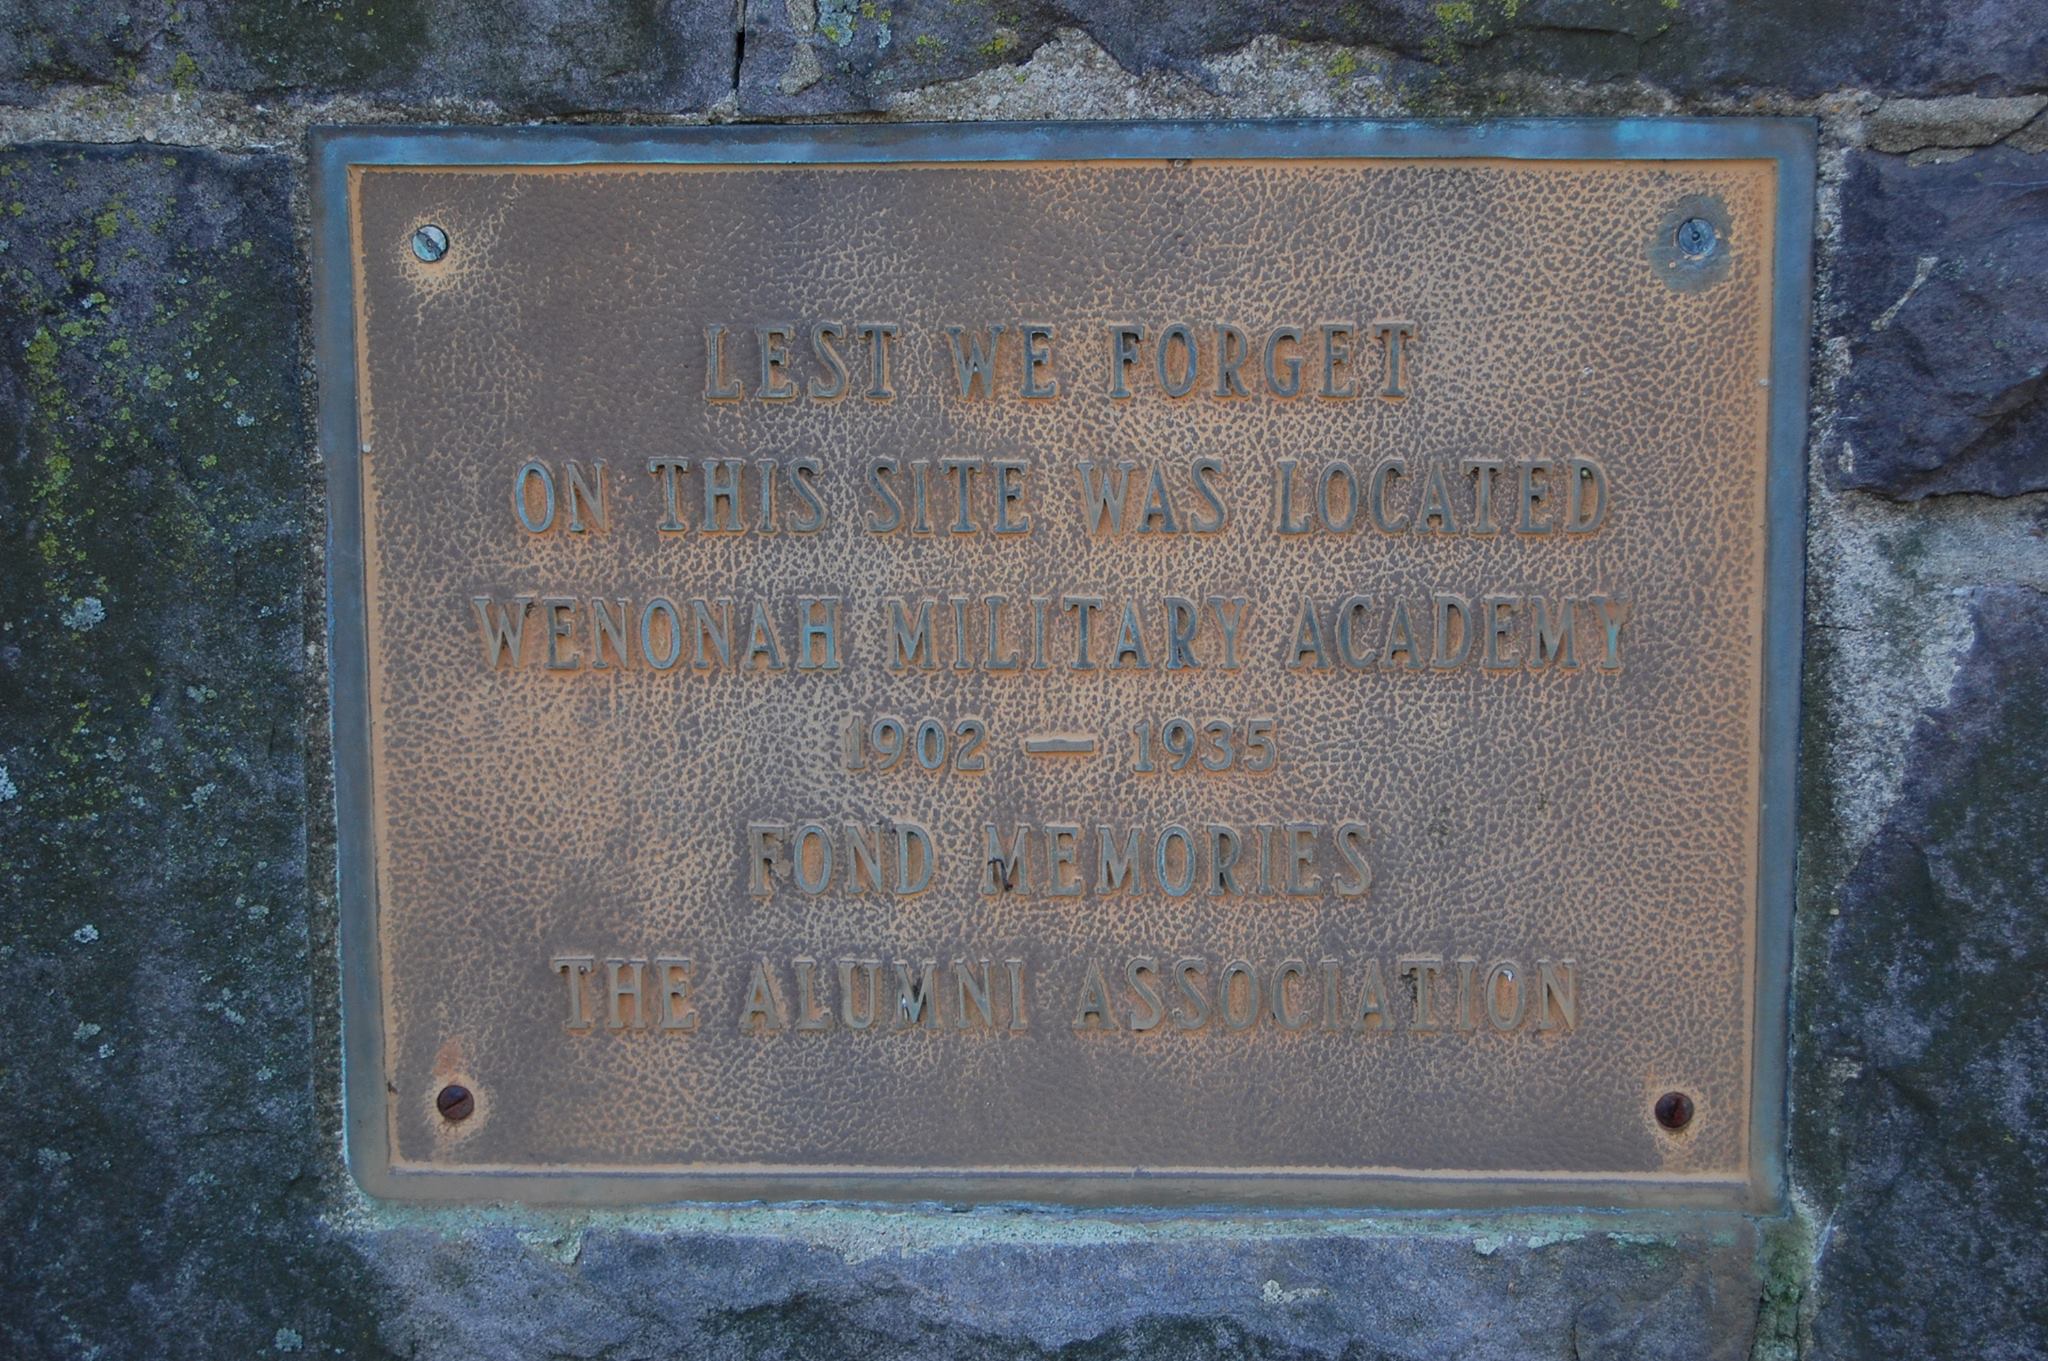 LEST WE FORGET
ON THIS SITE WAS LOCATED
WENONAH MILITARY ACADEMY
1902 — 1935
FOND MEMORIES
THE ALUMNI ASSOCIATION